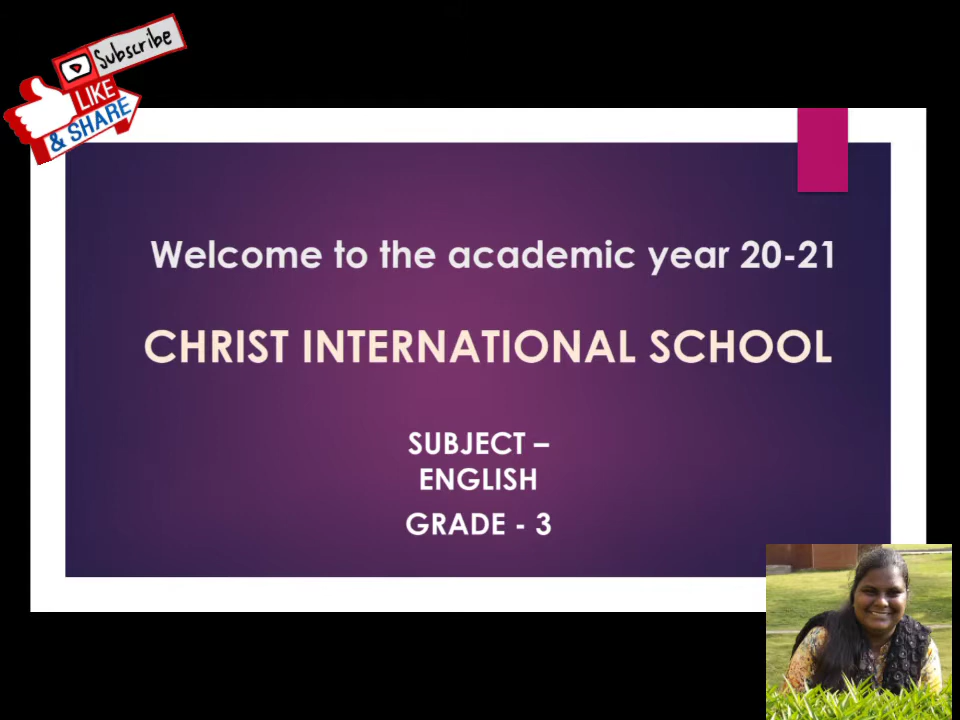 Subscribe
LIKE
& SHARE
Welcome to the academic year 20-21
CHRIST INTERNATIONAL SCHOOL
SUBJECT –
ENGLISH
GRADE - 3